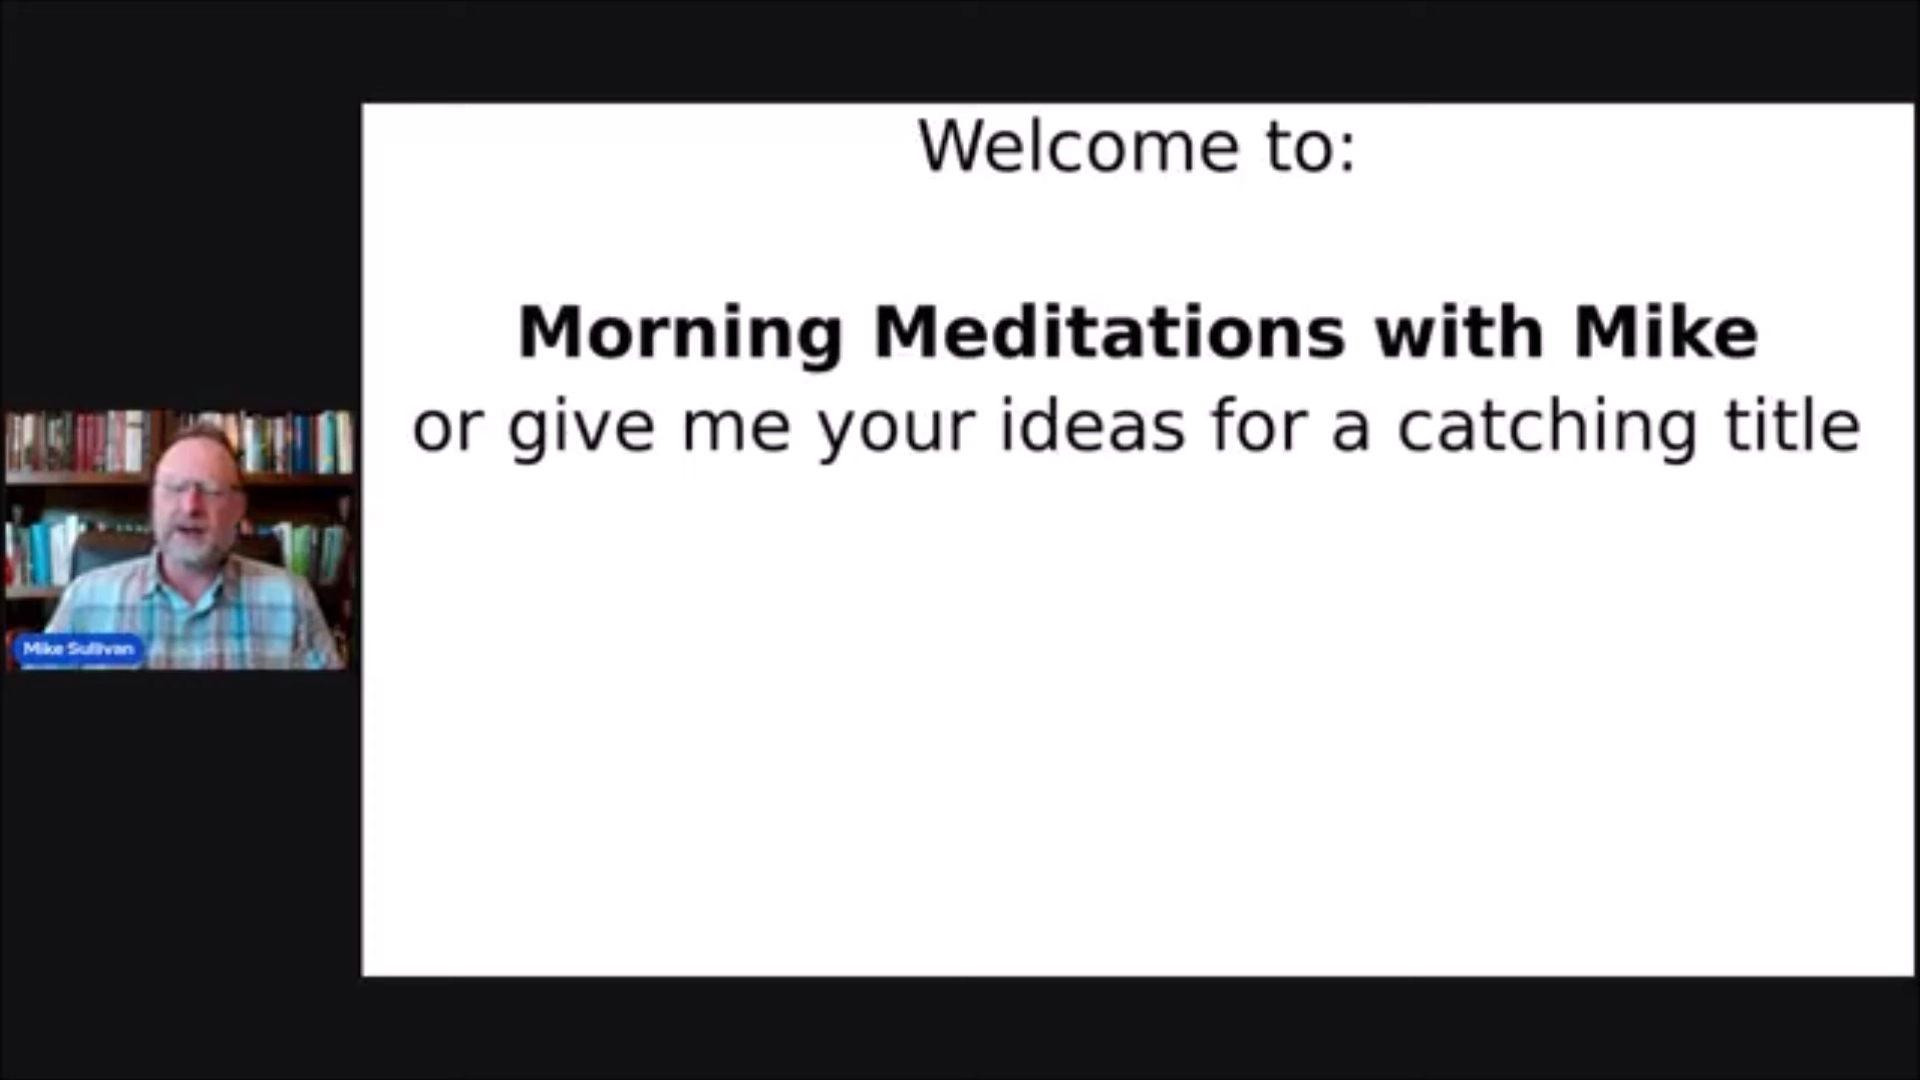 Welcome to:
Morning Meditations with Mike
or give me your ideas for a catching title
Mike Sullivan